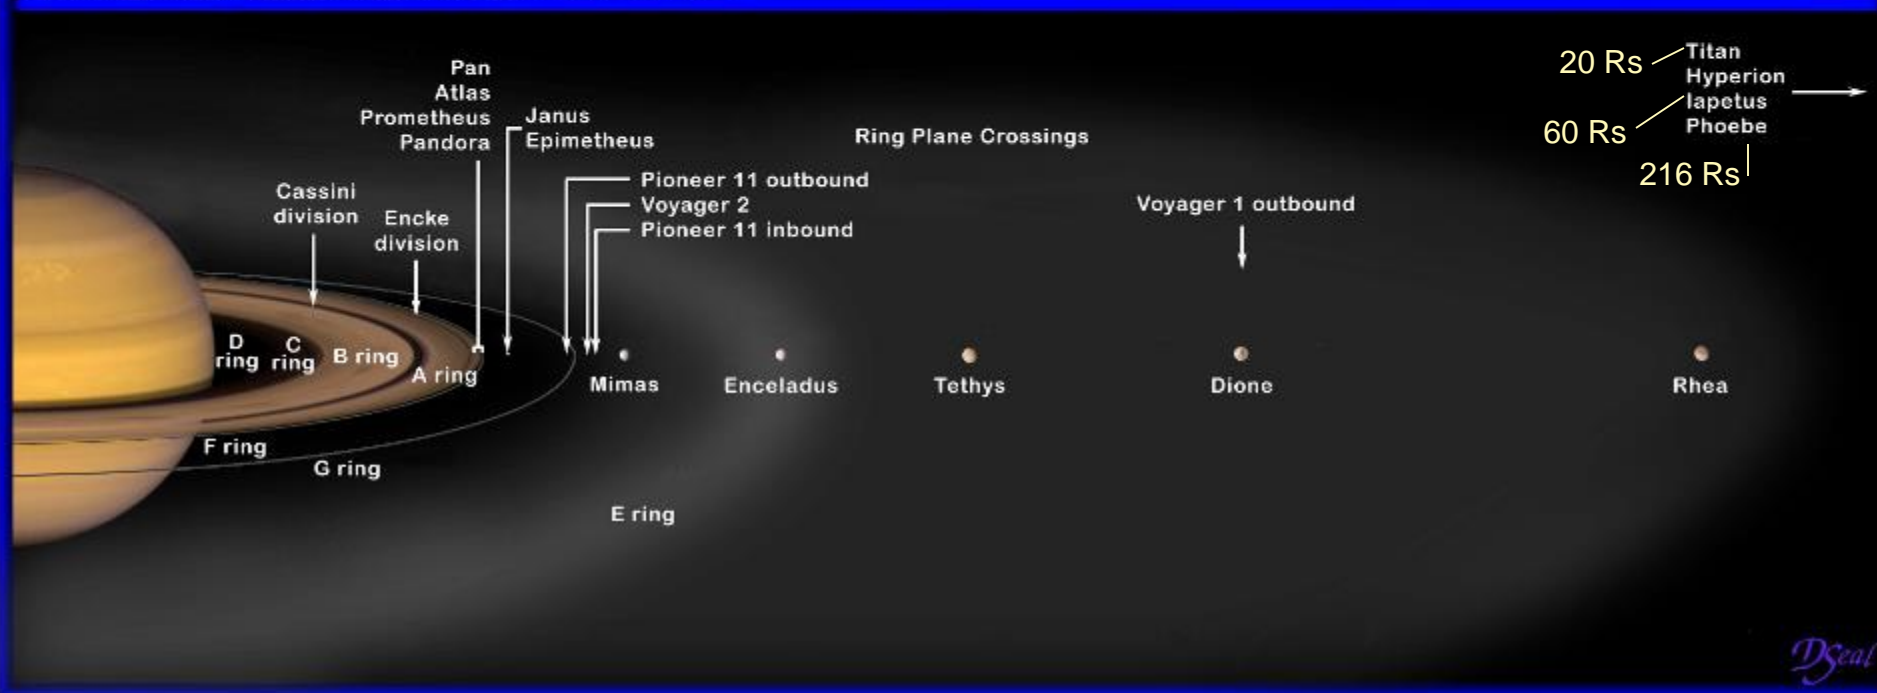 Pan
Atlas
Prometheus
Pandora
Janus
Epimetheus
Cassini
division
Encke
division
Ring Plane Crossings
Pioneer 11 outbound
Voyager 2
Pioneer 11 inbound
Voyager 1 outbound
20 Rs
Titan
Hyperion
Iapetus
Phoebe
60 Rs
216 Rs
D
ring
C
ring
B ring
A ring
F ring
G ring
E ring
Mimas
Enceladus
Tethys
Dione
Rhea
DSeal